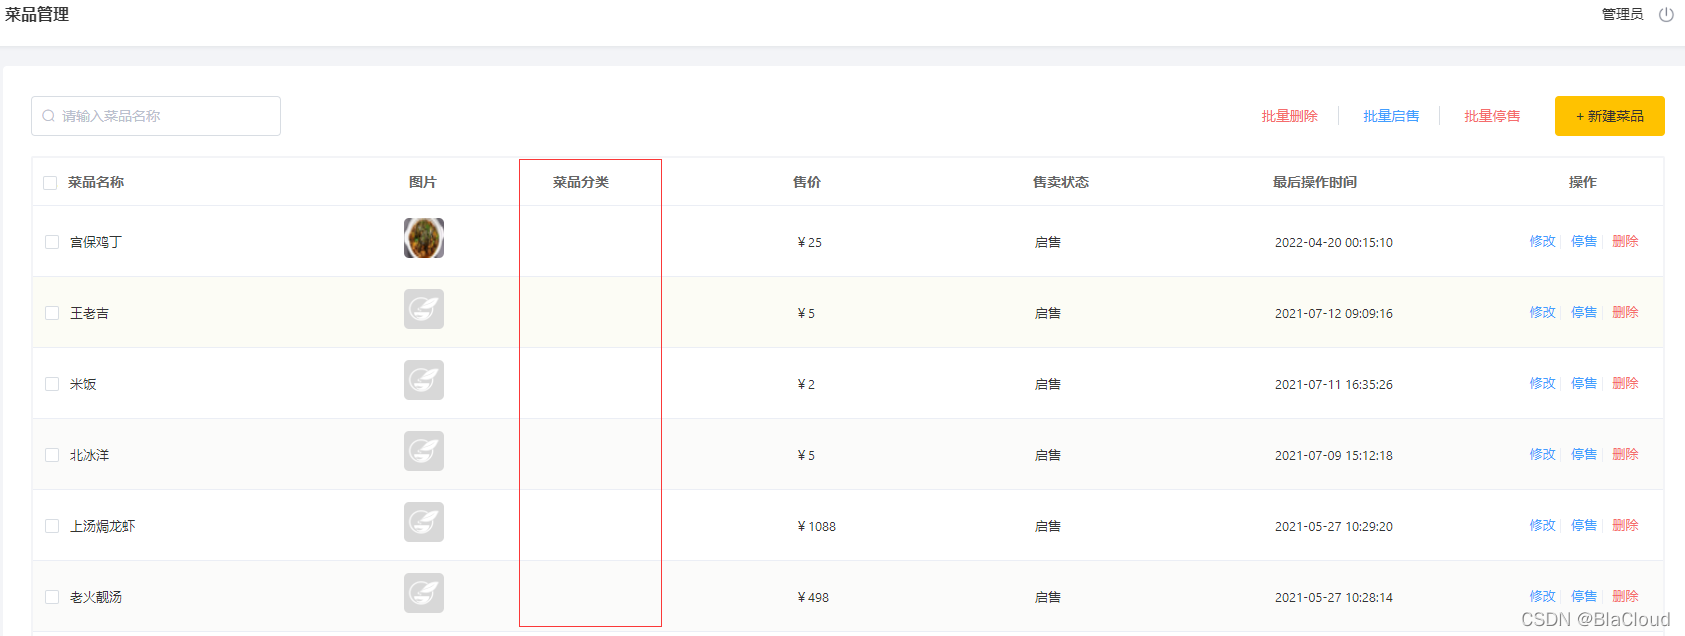 菜品管理 管理员
请输入菜品名称 批量删除 批量启售 批量停售 + 新建菜品
菜品名称 图片 菜品分类 售价 售卖状态 最后操作时间 操作
宫保鸡丁 ￥25 启售 2022-04-20 00:15:10 修改 停售 删除
王老吉 ￥5 启售 2021-07-12 09:09:16 修改 停售 删除
米饭 ￥2 启售 2021-07-11 16:35:26 修改 停售 删除
北冰洋 ￥5 启售 2021-07-09 15:12:18 修改 停售 删除
上汤焗龙虾 ￥1088 启售 2021-05-27 10:29:20 修改 停售 删除
老火靓汤 ￥498 启售 2021-05-27 10:28:14 修改 停售 删除
CSDN @BlaCloud